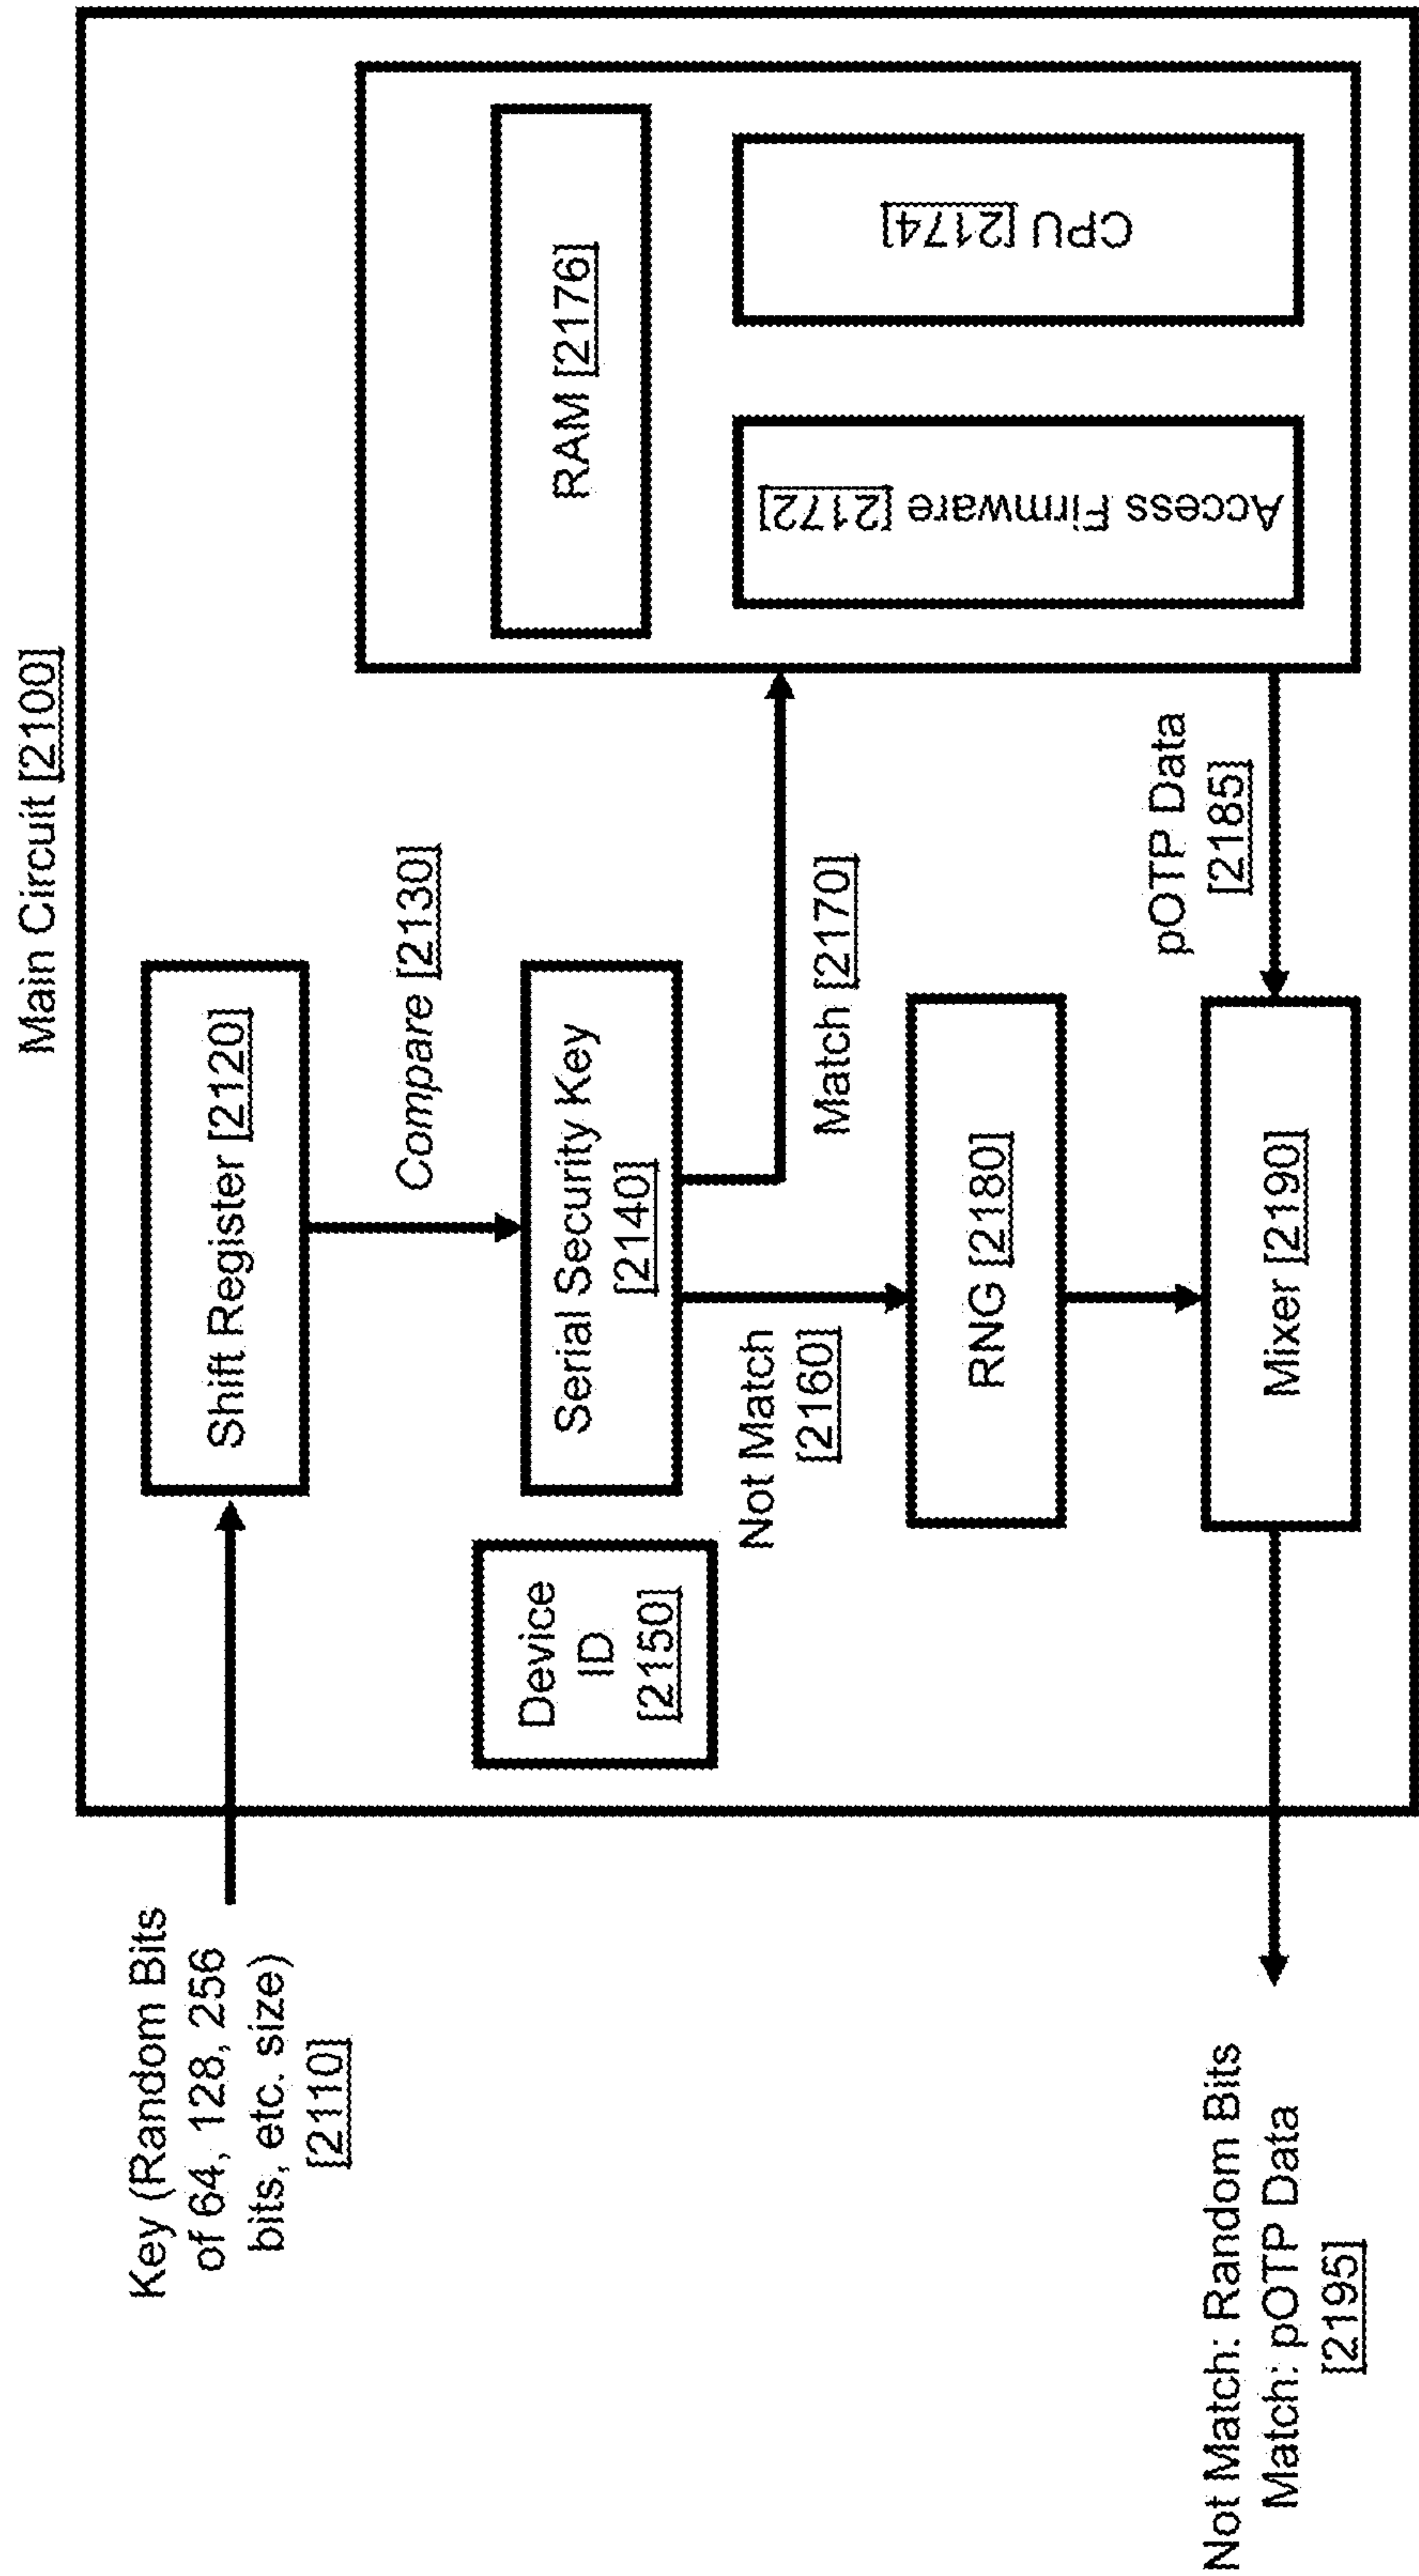 Main Circuit [2100]
Key (Random Bits
of 64, 128, 256
bits, etc. size)
[2110]
Shift Register [2120]
Compare [2130]
Device
ID
[2150]
Serial Security Key
[2140]
Not Match
[2160]
Match [2170]
RAM [2176]
Access Firmware [2172]
CPU [2174]
RNG [2180]
pOTP Data
[2185]
Mixer [2190]
Not Match: Random Bits
Match: pOTP Data
[2195]